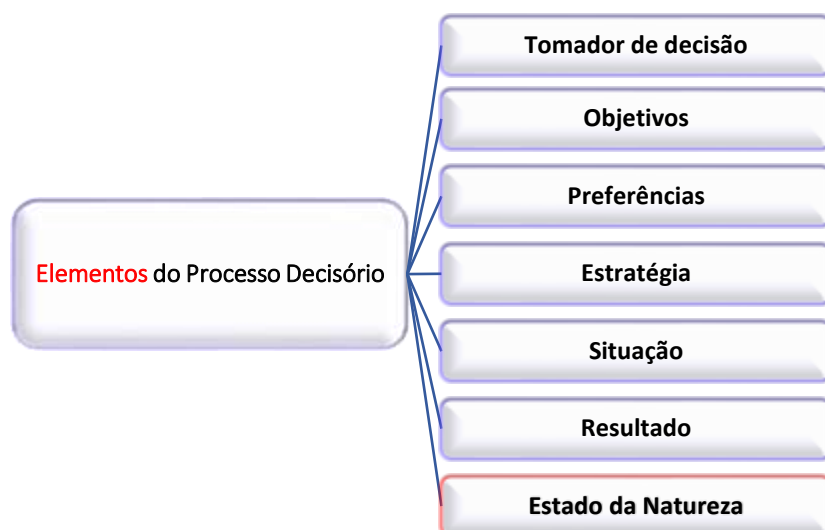 Tomador de decisão
Objetivos
Preferências
Elementos do Processo Decisório
Estratégia
Situação
Resultado
Estado da Natureza